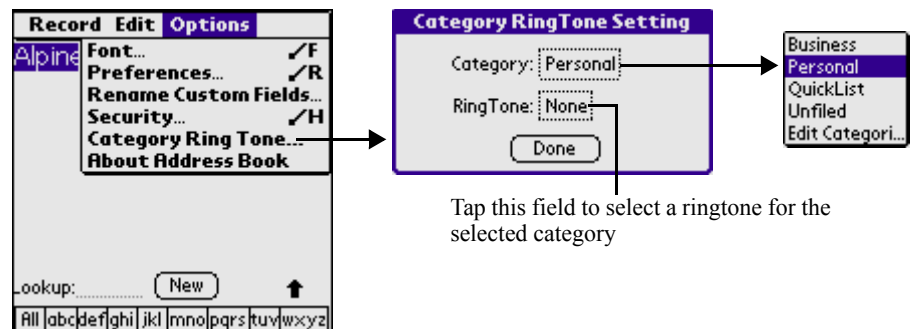 Record Edit Options
Alpine
Font... /F
Preferences... /R
Rename Custom Fields...
Security... /H
Category Ring Tone...
About Address Book
Lookup:
New
All abc def ghi jkl mno pqrs tuv wxyz
Category RingTone Setting
Category: Personal
RingTone: None
Done
Business
Personal
QuickList
Unfiled
Edit Categori...
Tap this field to select a ringtone for the
selected category